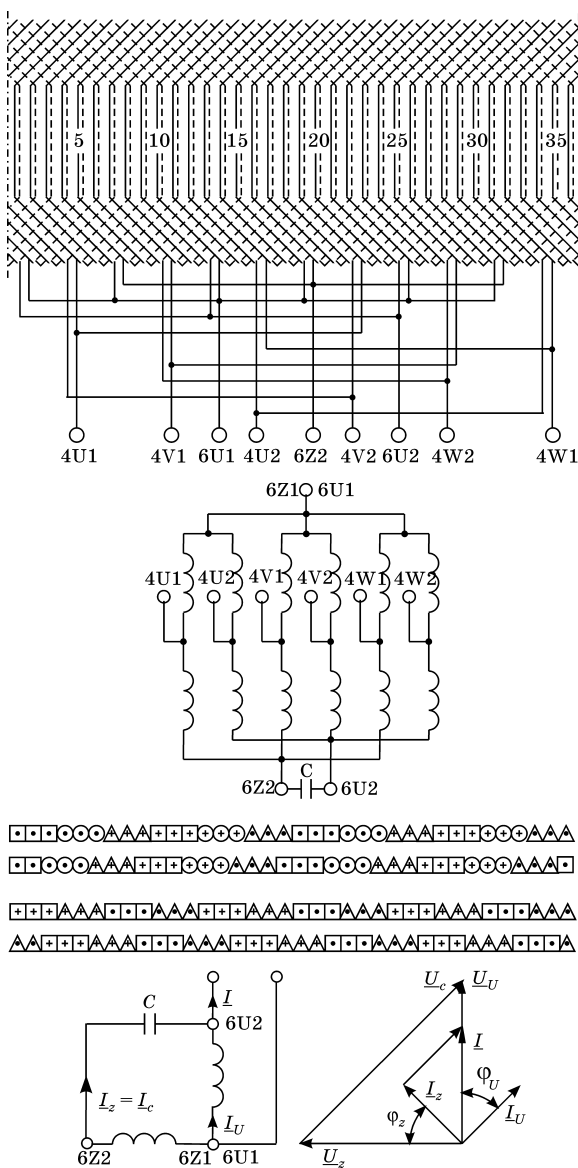 5 10 15 20 25 30 35
4U1 4V1 6U1 4U2 6Z2 4V2 6U2 4W2 4W1
6Z1 6U1
4U1 4U2 4V1 4V2 4W1 4W2
C
6Z2 6U2
C I
6U2
I_z = I_c I_U
6Z2 6Z1 6U1
U_c U_U
I
I_z φ_U
φ_z I_U
U_z